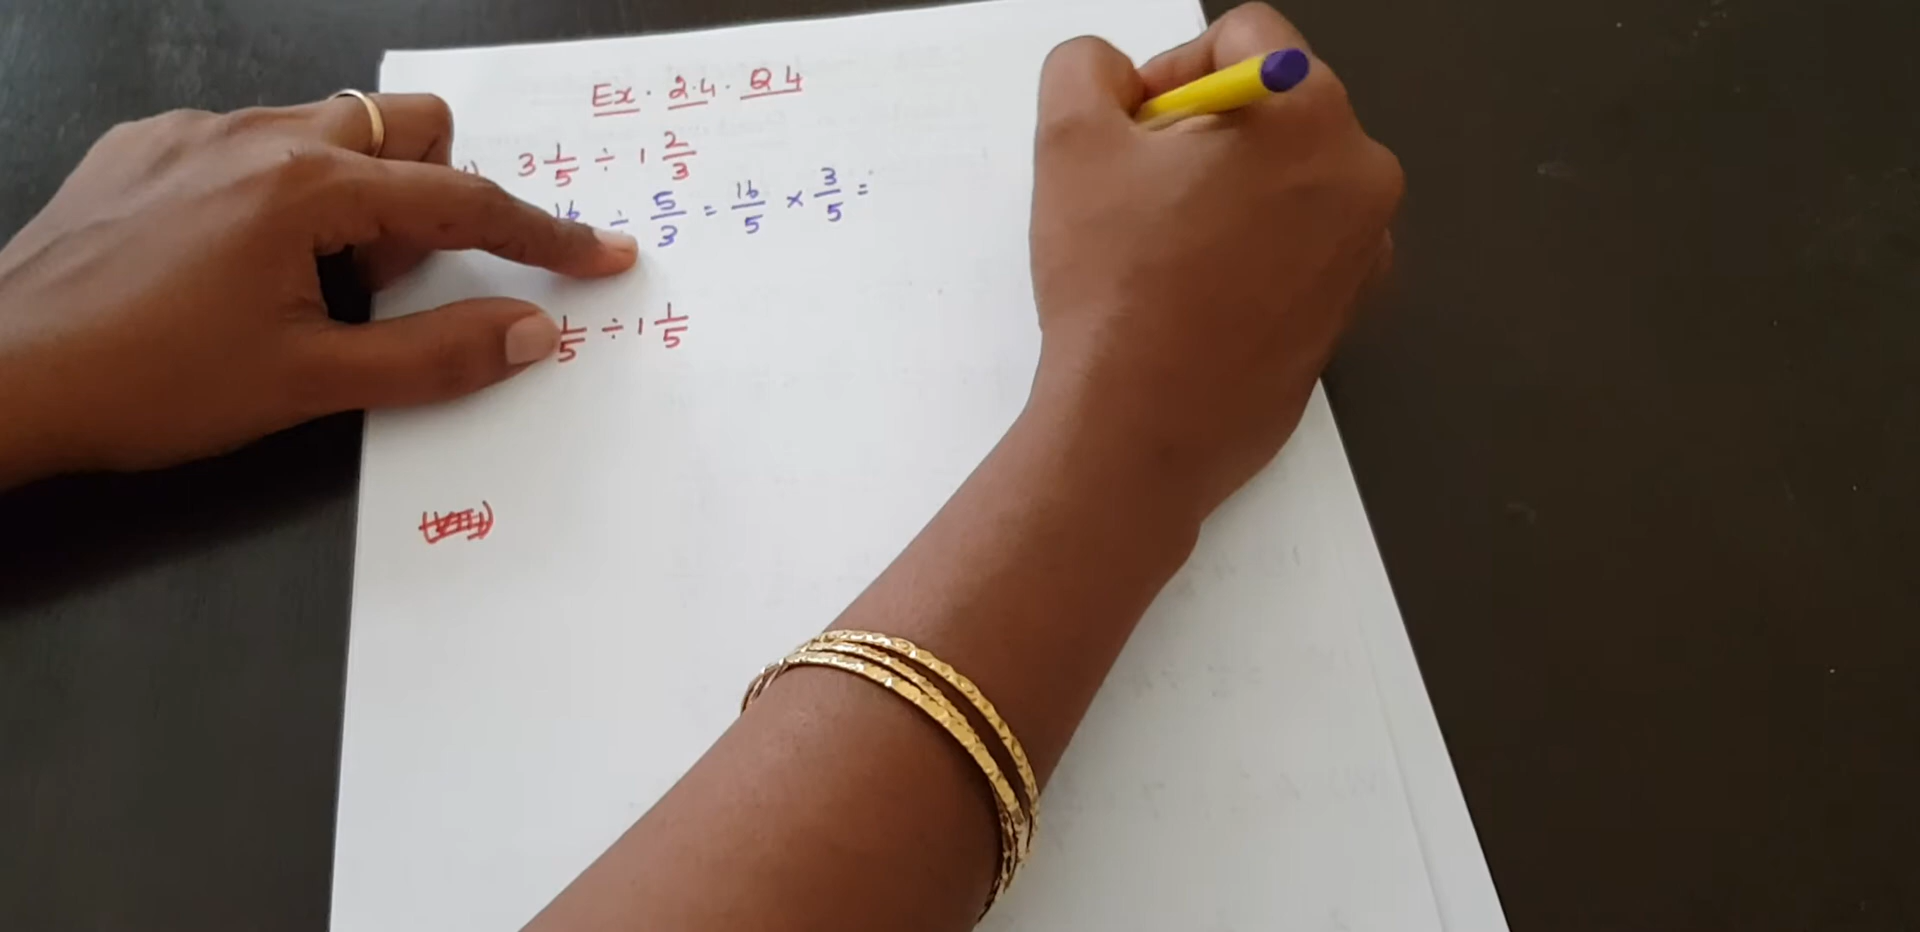 Ex. 2.4. Q4
3 1/5 ÷ 1 2/3
16 ÷ 5/3 = 16/5 × 3/5 =
1/5 ÷ 1 1/5